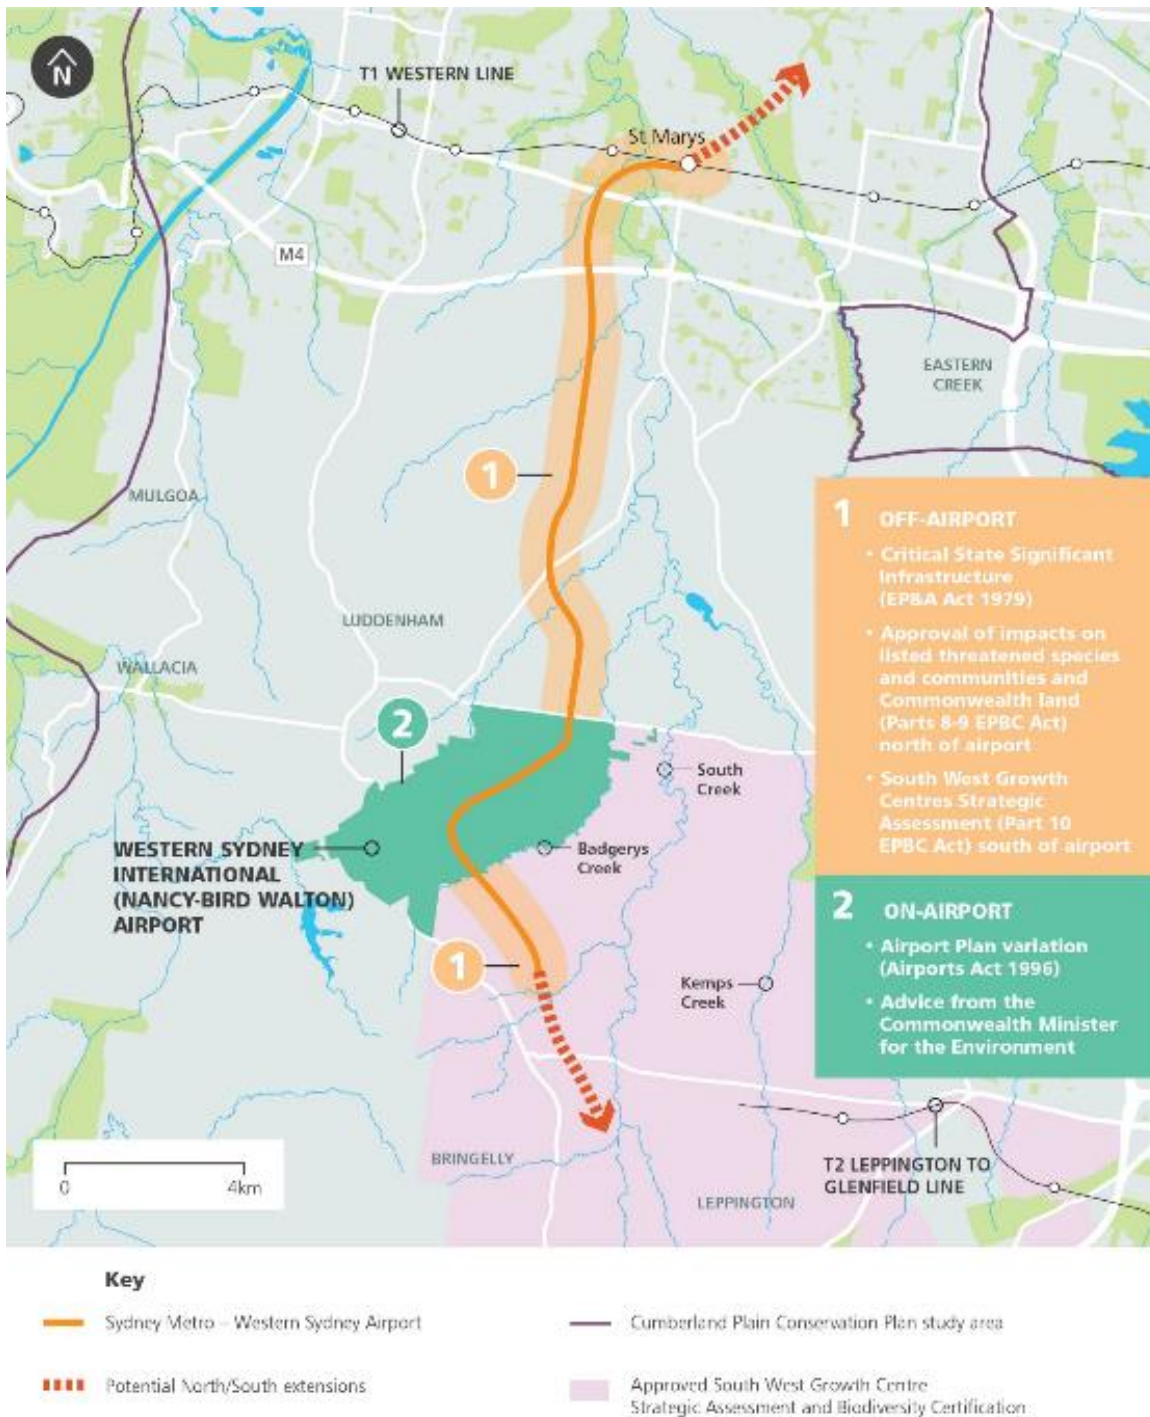 N
T1 WESTERN LINE
St Marys
M4
EASTERN
CREEK
1
MULGOA
LUDDENHAM
WALLACIA
2
South
Creek
WESTERN SYDNEY
INTERNATIONAL
(NANCY-BIRD WALTON)
AIRPORT
Badgerys
Creek
1
Kemps
Creek
BRINGELLY
LEPPINGTON
T2 LEPPINGTON TO
GLENFIELD LINE
0 4km
1 OFF-AIRPORT
• Critical State Significant
Infrastructure
(EP&A Act 1979)
• Approval of impacts on
listed threatened species
and communities and
Commonwealth land
(Parts 8-9 EPBC Act)
north of airport
• South West Growth
Centres Strategic
Assessment (Part 10
EPBC Act) south of airport
2 ON-AIRPORT
• Airport Plan variation
(Airports Act 1996)
• Advice from the
Commonwealth Minister
for the Environment
Key
Sydney Metro – Western Sydney Airport
Cumberland Plain Conservation Plan study area
Potential North/South extensions
Approved South West Growth Centre
Strategic Assessment and Biodiversity Certification